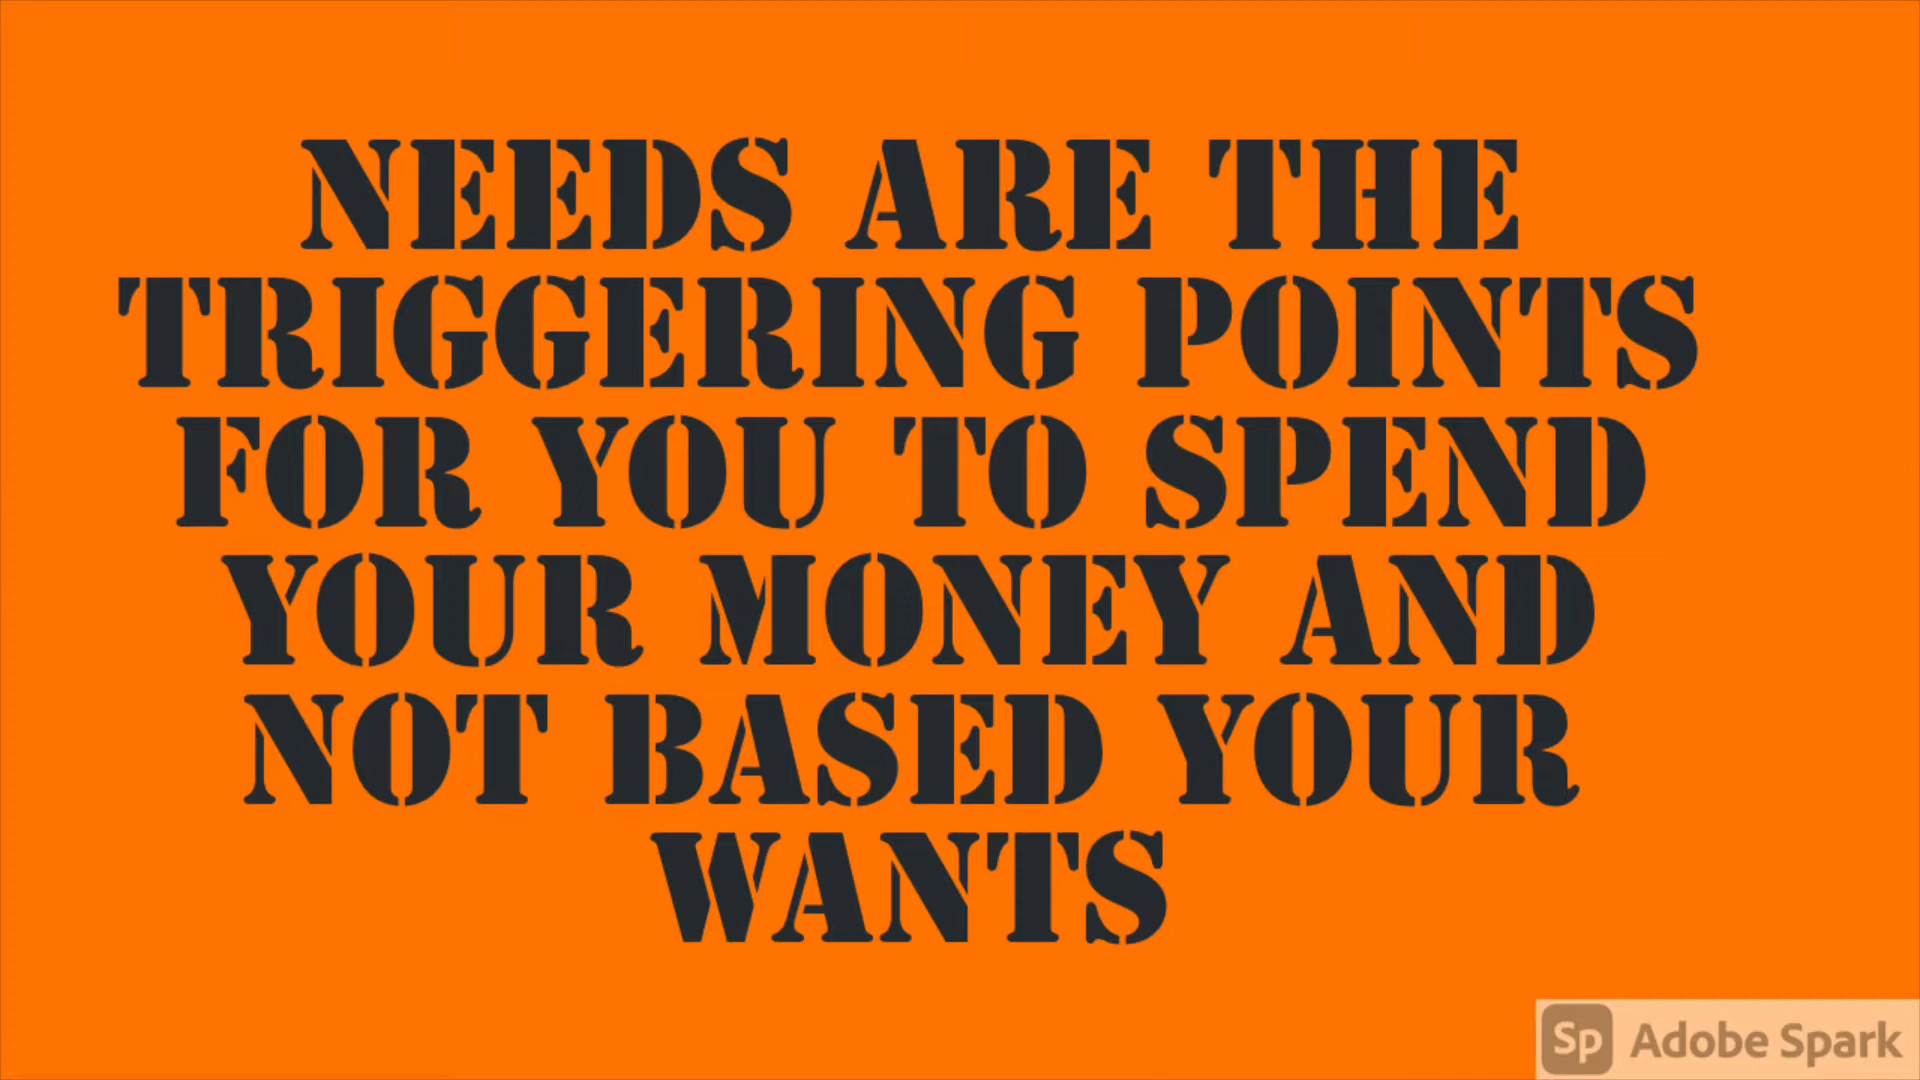 NEEDS ARE THE
TRIGGERING POINTS
FOR YOU TO SPEND
YOUR MONEY AND
NOT BASED YOUR
WANTS
Sp Adobe Spark